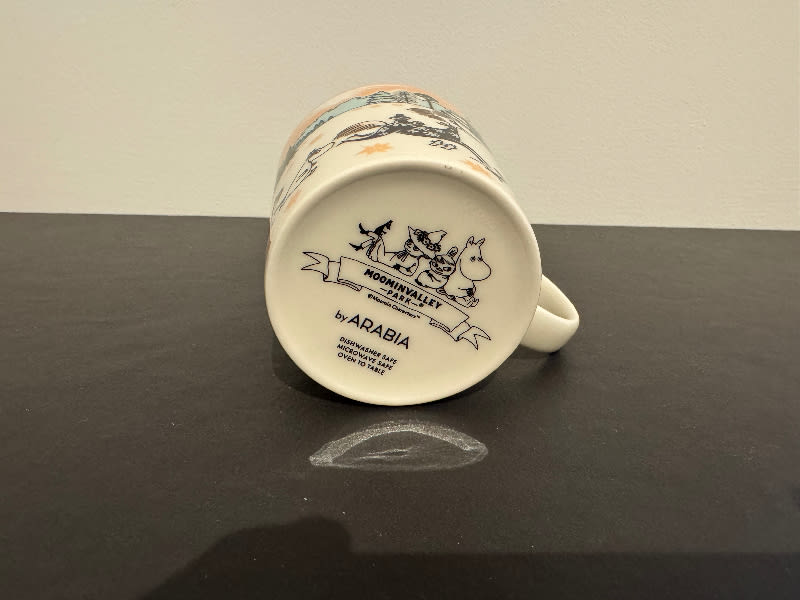 MOOMINVALLEY
—PARK—®
©Moomin Characters™
by ARABIA
DISHWASHER SAFE
MICROWAVE SAFE
OVEN TO TABLE